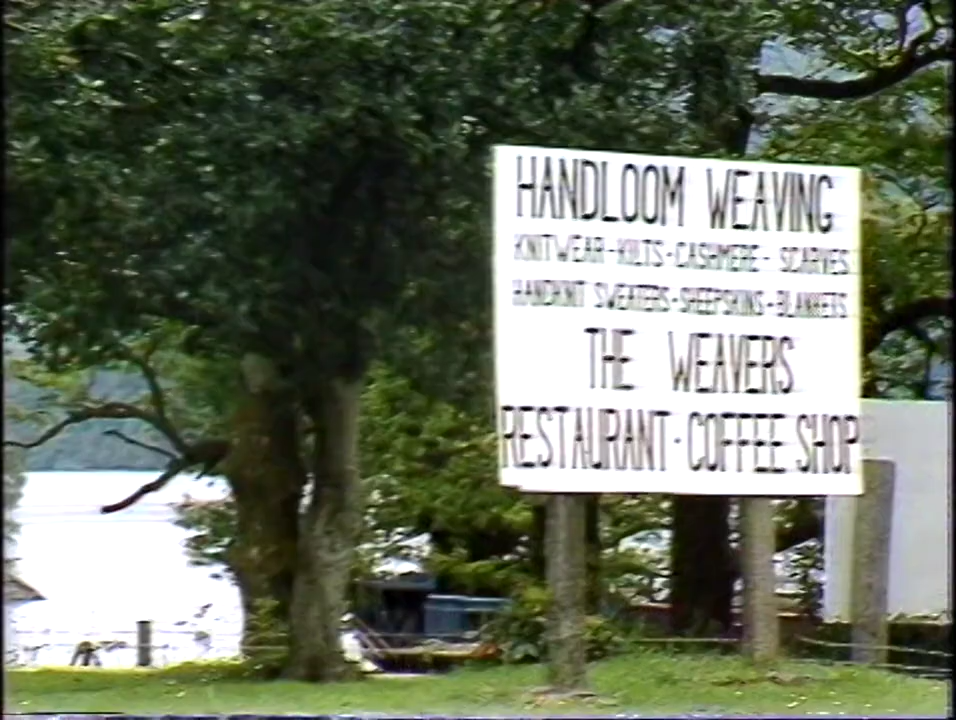 HANDLOOM WEAVING
KNITWEAR-KILTS-CASHMERE- SCARVES
HANDKNIT SWEATERS-SHEEPSKINS-BLANKETS
THE WEAVERS
RESTAURANT·COFFEE SHOP